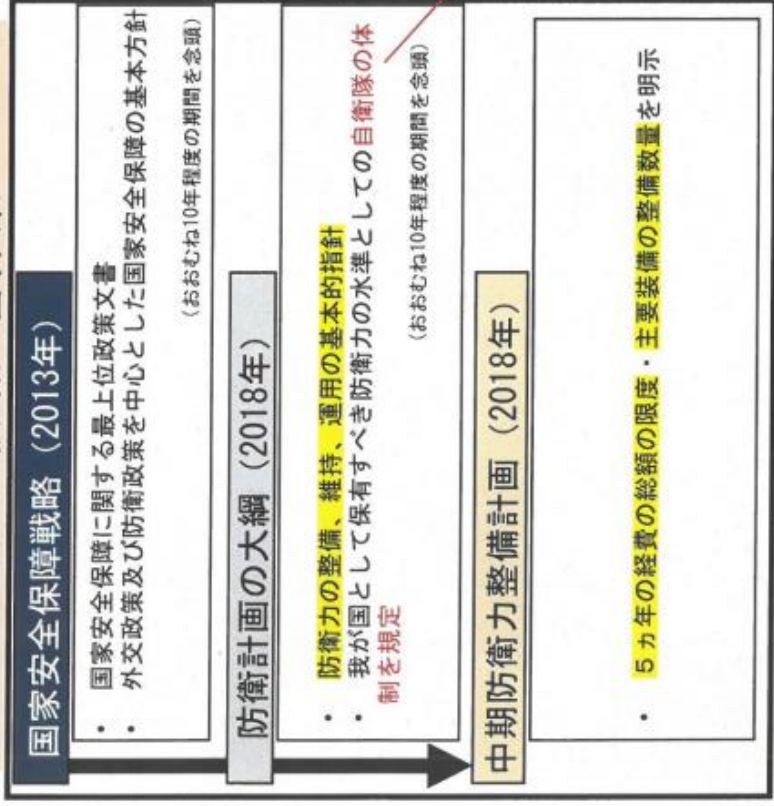 国家安全保障戦略（2013年）
・ 国家安全保障に関する最上位政策文書
・ 外交政策及び防衛政策を中心とした国家安全保障の基本方針
（おおむね10年程度の期間を念頭）
防衛計画の大綱（2018年）
・ 防衛力の整備、維持、運用の基本的指針
・ 我が国として保有すべき防衛力の水準としての自衛隊の体
制を規定
（おおむね10年程度の期間を念頭）
中期防衛力整備計画（2018年）
・ ５ヵ年の経費の総額の限度・主要装備の整備数量を明示